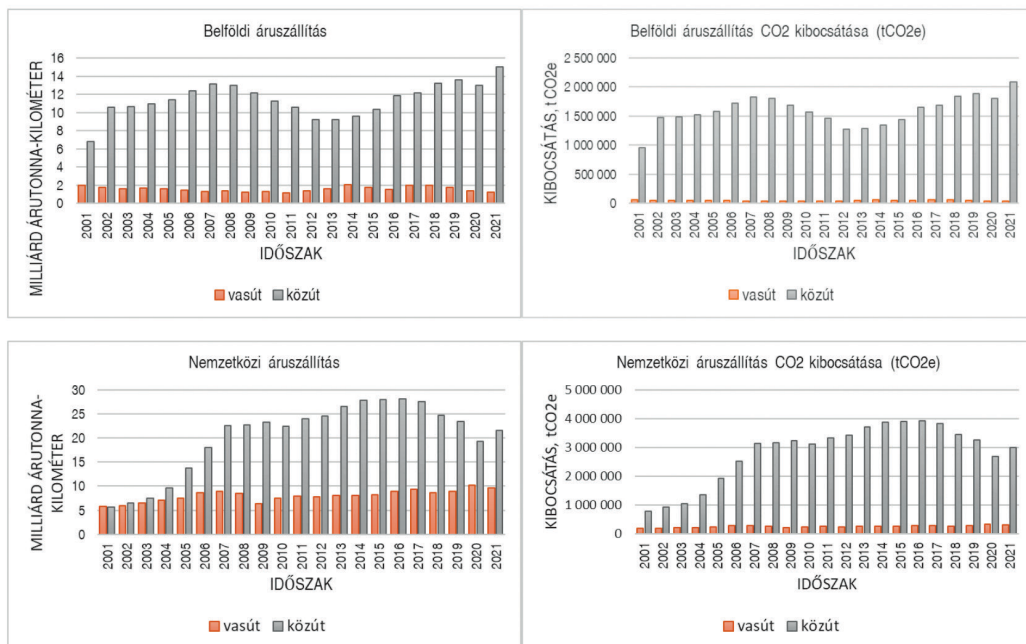 Belföldi áruszállítás
MILLIÁRD ÁRUTONNA-KILOMÉTER
16
14
12
10
8
6
4
2
0
2001 2002 2003 2004 2005 2006 2007 2008 2009 2010 2011 2012 2013 2014 2015 2016 2017 2018 2019 2020 2021
IDŐSZAK
vasút közút
Belföldi áruszállítás CO2 kibocsátása (tCO2e)
KIBOCSÁTÁS, t CO2e
2 500 000
2 000 000
1 500 000
1 000 000
500 000
0
2001 2002 2003 2004 2005 2006 2007 2008 2009 2010 2011 2012 2013 2014 2015 2016 2017 2018 2019 2020 2021
IDŐSZAK
vasút közút
Nemzetközi áruszállítás
MILLIÁRD ÁRUTONNA-
KILOMÉTER
30
25
20
15
10
5
0
2001 2002 2003 2004 2005 2006 2007 2008 2009 2010 2011 2012 2013 2014 2015 2016 2017 2018 2019 2020 2021
IDŐSZAK
vasút közút
Nemzetközi áruszállítás CO2 kibocsátása (tCO2e)
KIBOCSÁTÁS, tCO2e
5 000 000
4 000 000
3 000 000
2 000 000
1 000 000
0
2001 2002 2003 2004 2005 2006 2007 2008 2009 2010 2011 2012 2013 2014 2015 2016 2017 2018 2019 2020 2021
IDŐSZAK
vasút közút